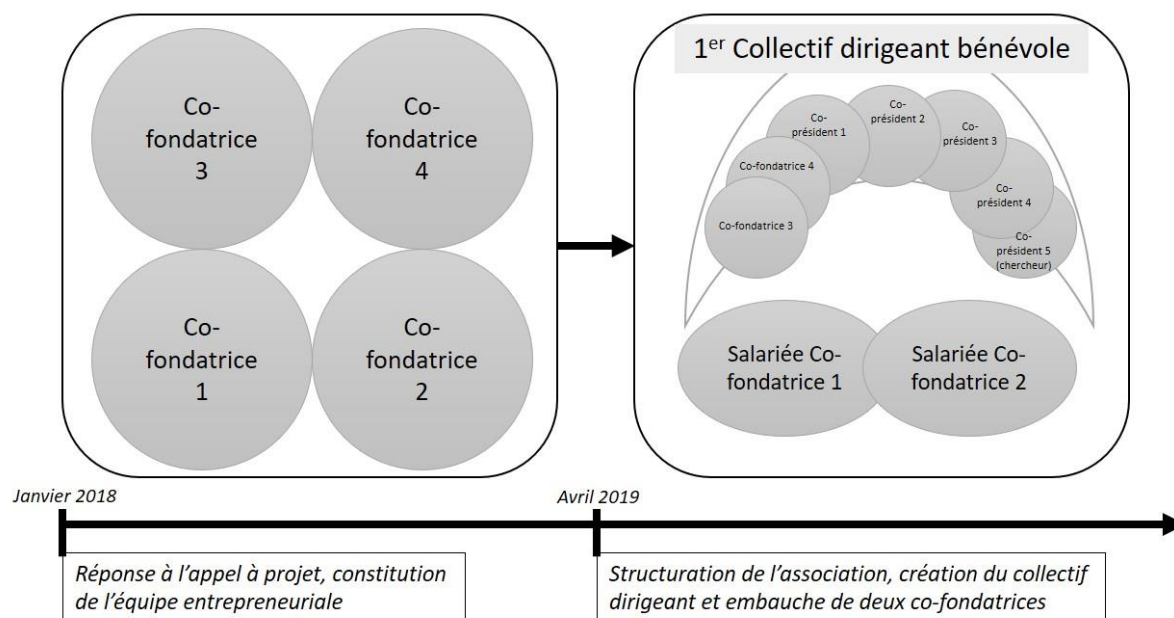 Co-
fondatrice
3
Co-
fondatrice
4
Co-
fondatrice
1
Co-
fondatrice
2
1er Collectif dirigeant bénévole
Co-fondatrice 3
Co-fondatrice 4
Co-
président 1
Co-
président 2
Co-
président 3
Co-
président 4
Co-
président 5
(chercheur)
Salariée Co-
fondatrice 1
Salariée Co-
fondatrice 2
Janvier 2018
Avril 2019
Réponse à l’appel à projet, constitution
de l’équipe entrepreneuriale
Structuration de l’association, création du collectif
dirigeant et embauche de deux co-fondatrices